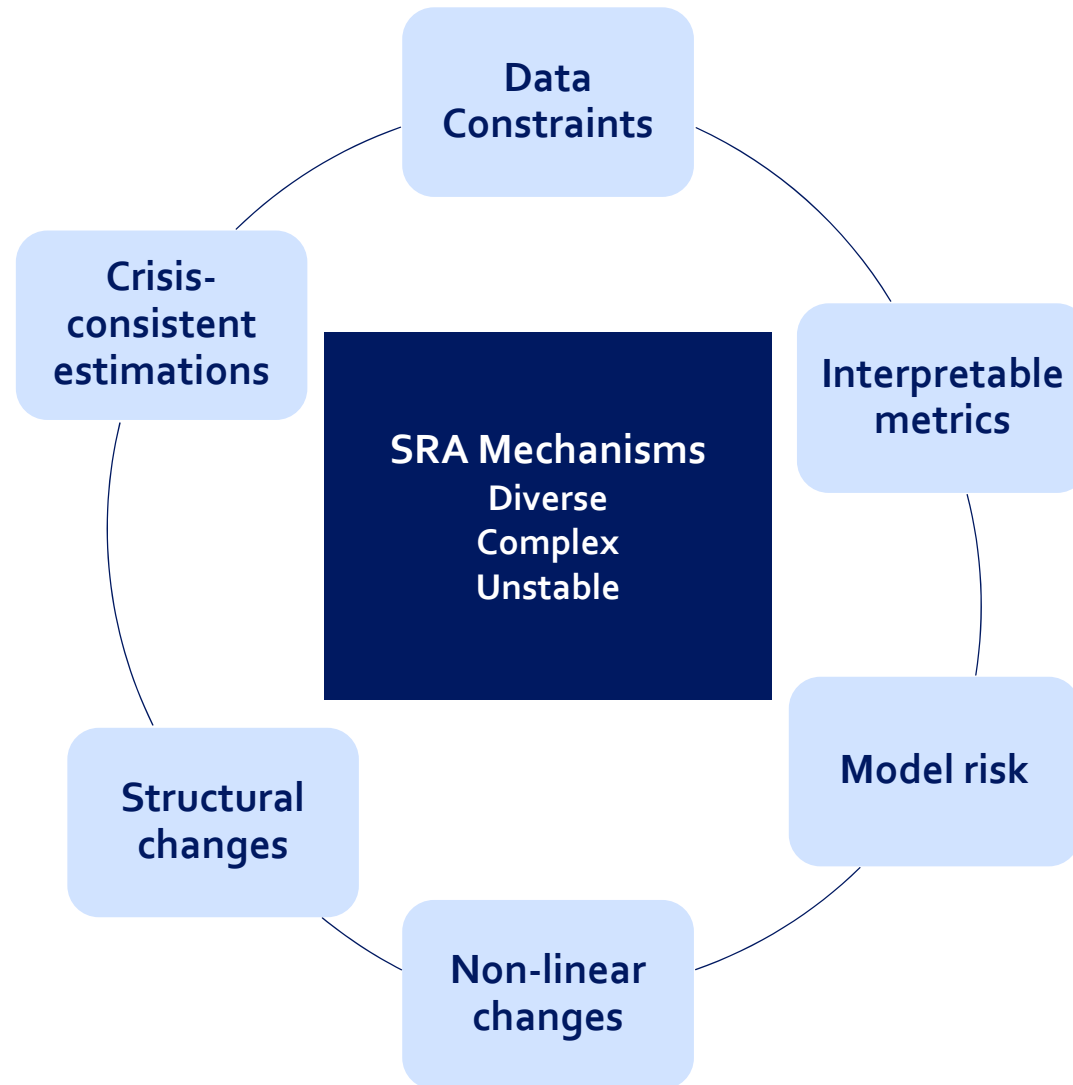 Data
Constraints
Crisis-
consistent
estimations
Interpretable
metrics
SRA Mechanisms
Diverse
Complex
Unstable
Model risk
Structural
changes
Non-linear
changes